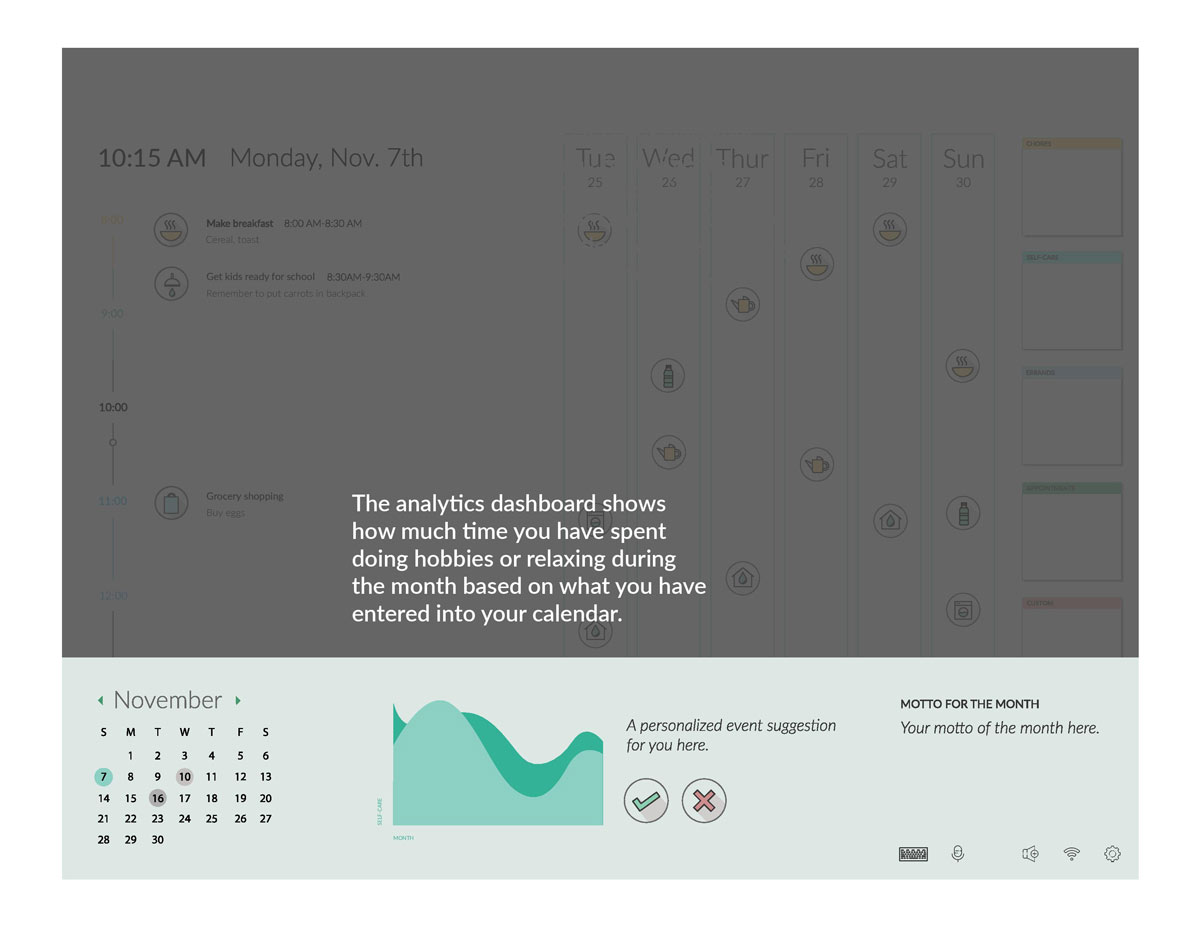 10:15 AM Monday, Nov. 7th
Tue Wed Thur Fri Sat Sun
25 26 27 28 29 30
CHORES
8:00
Make breakfast 8:00 AM-8:30 AM
Cereal, toast
SELF-CARE
Get kids ready for school 8:30AM-9:30AM
Remember to put carrots in backpack
9:00
ERRANDS
10:00
APPOINTMENTS
11:00
Grocery shopping
Buy eggs
The analytics dashboard shows
how much time you have spent
doing hobbies or relaxing during
the month based on what you have
entered into your calendar.
12:00
CUSTOM
November
S M T W T F S
1 2 3 4 5 6
7 8 9 10 11 12 13
14 15 16 17 18 19 20
21 22 23 24 25 26 27
28 29 30
SELF-CARE
MONTH
A personalized event suggestion
for you here.
MOTTO FOR THE MONTH
Your motto of the month here.